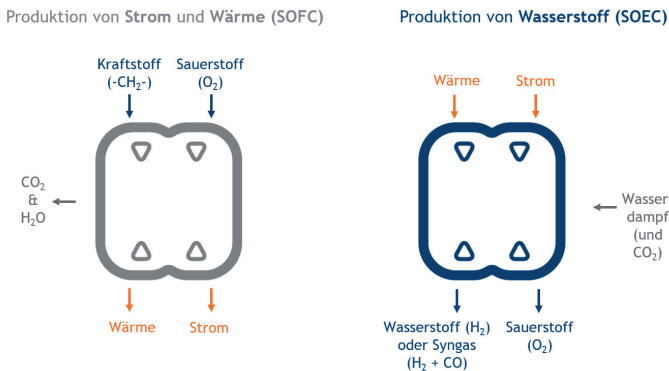 Produktion von Strom und Wärme (SOFC)
Kraftstoff
(-CH₂-)
Sauerstoff
(O₂)
CO₂
&
H₂O
Wärme
Strom
Produktion von Wasserstoff (SOEC)
Wärme
Strom
Wasser
dampf
(und
CO₂)
Wasserstoff (H₂)
oder Syngas
(H₂ + CO)
Sauerstoff
(O₂)